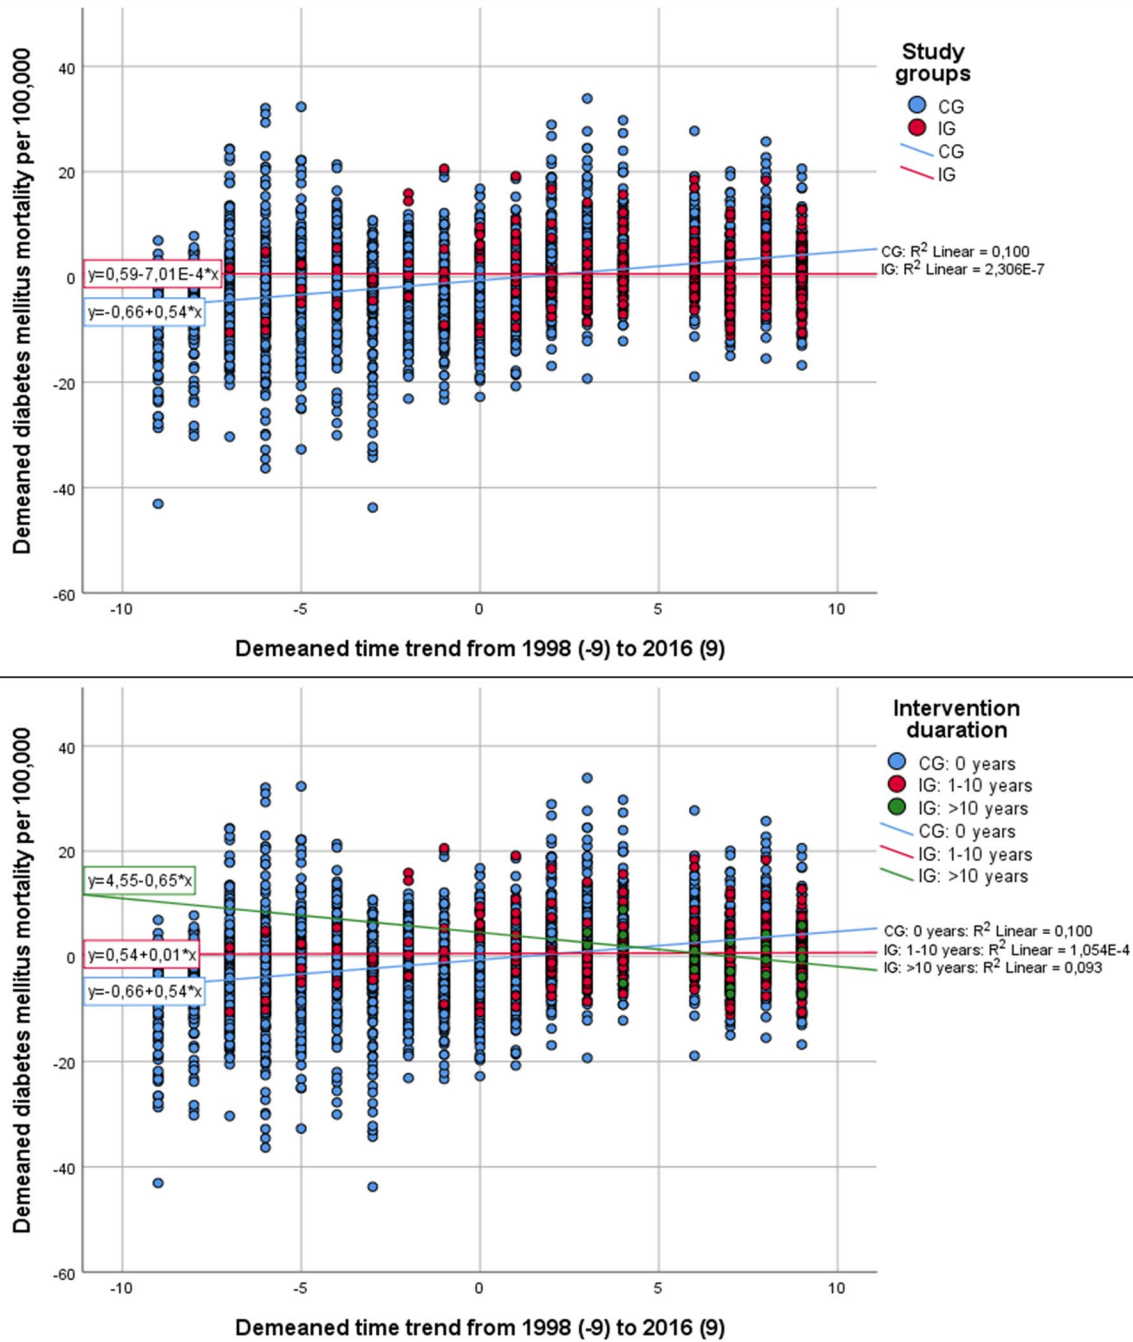 Demeaned diabetes mellitus mortality per 100,000
40
20
0
-20
-40
-60
y=0,59-7,01E-4*x
y=-0,66+0,54*x
-10
-5
0
5
10
Demeaned time trend from 1998 (-9) to 2016 (9)
Study
groups
CG
IG
CG
IG
CG: R² Linear = 0,100
IG: R² Linear = 2,306E-7
Demeaned diabetes mellitus mortality per 100,000
40
20
0
-20
-40
-60
y=4,55-0,65*x
y=0,54+0,01*x
y=-0,66+0,54*x
-10
-5
0
5
10
Demeaned time trend from 1998 (-9) to 2016 (9)
Intervention
duaration
CG: 0 years
IG: 1-10 years
IG: >10 years
CG: 0 years
IG: 1-10 years
IG: >10 years
CG: 0 years: R² Linear = 0,100
IG: 1-10 years: R² Linear = 1,054E-4
IG: >10 years: R² Linear = 0,093